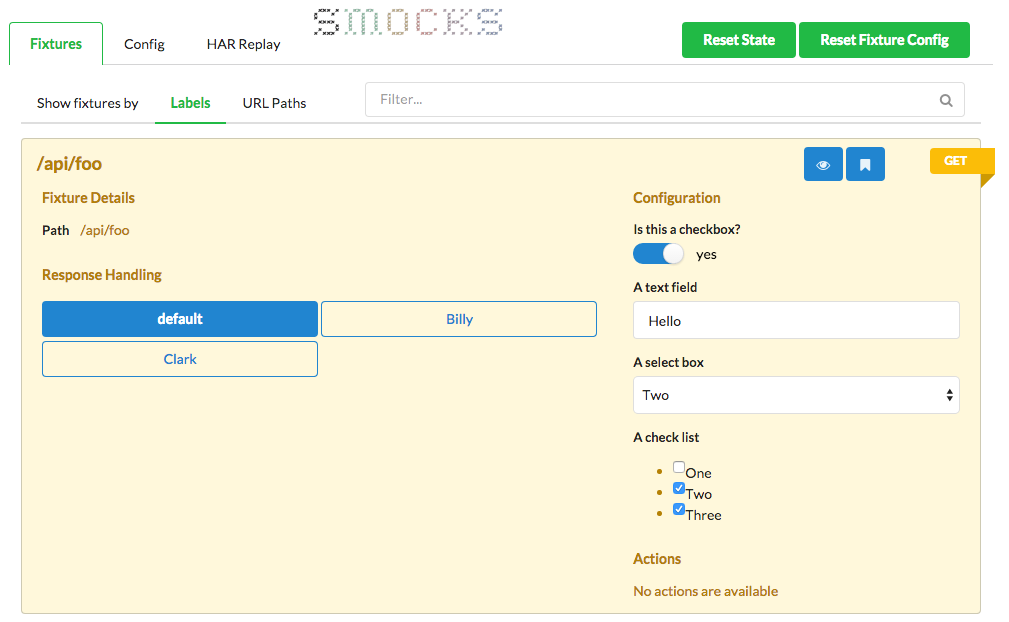 SMOCKS
Fixtures Config HAR Replay Reset State Reset Fixture Config
Show fixtures by Labels URL Paths Filter...
/api/foo GET
Fixture Details
Path /api/foo
Response Handling
default Billy
Clark
Configuration
Is this a checkbox?
yes
A text field
Hello
A select box
Two
A check list
One
Two
Three
Actions
No actions are available